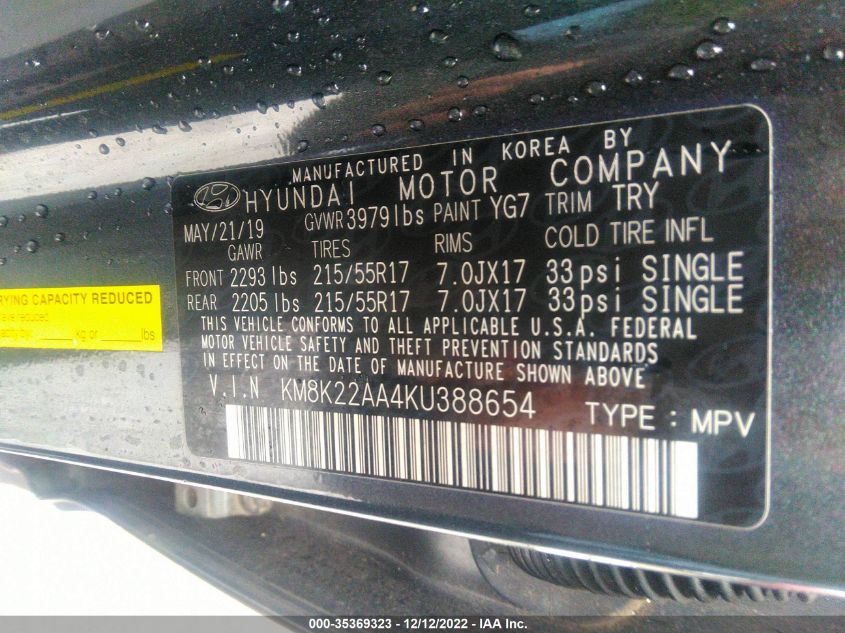 MANUFACTURED IN KOREA BY
HYUNDAI MOTOR COMPANY
MAY/21/19 GVWR 3979 lbs PAINT YG7 TRIM TRY
GAWR TIRES RIMS COLD TIRE INFL
FRONT 2293 lbs 215/55R17 7.0JX17 33psi SINGLE
REAR 2205 lbs 215/55R17 7.0JX17 33psi SINGLE
THIS VEHICLE CONFORMS TO ALL APPLICABLE U.S.A. FEDERAL
MOTOR VEHICLE SAFETY AND THEFT PREVENTION STANDARDS
IN EFFECT ON THE DATE OF MANUFACTURE SHOWN ABOVE
V.I.N KM8K22AA4KU388654 TYPE: MPV
CAPACITY REDUCED
reduced
by: kg or lbs
000-35369323 - 12/12/2022 - 000-275527